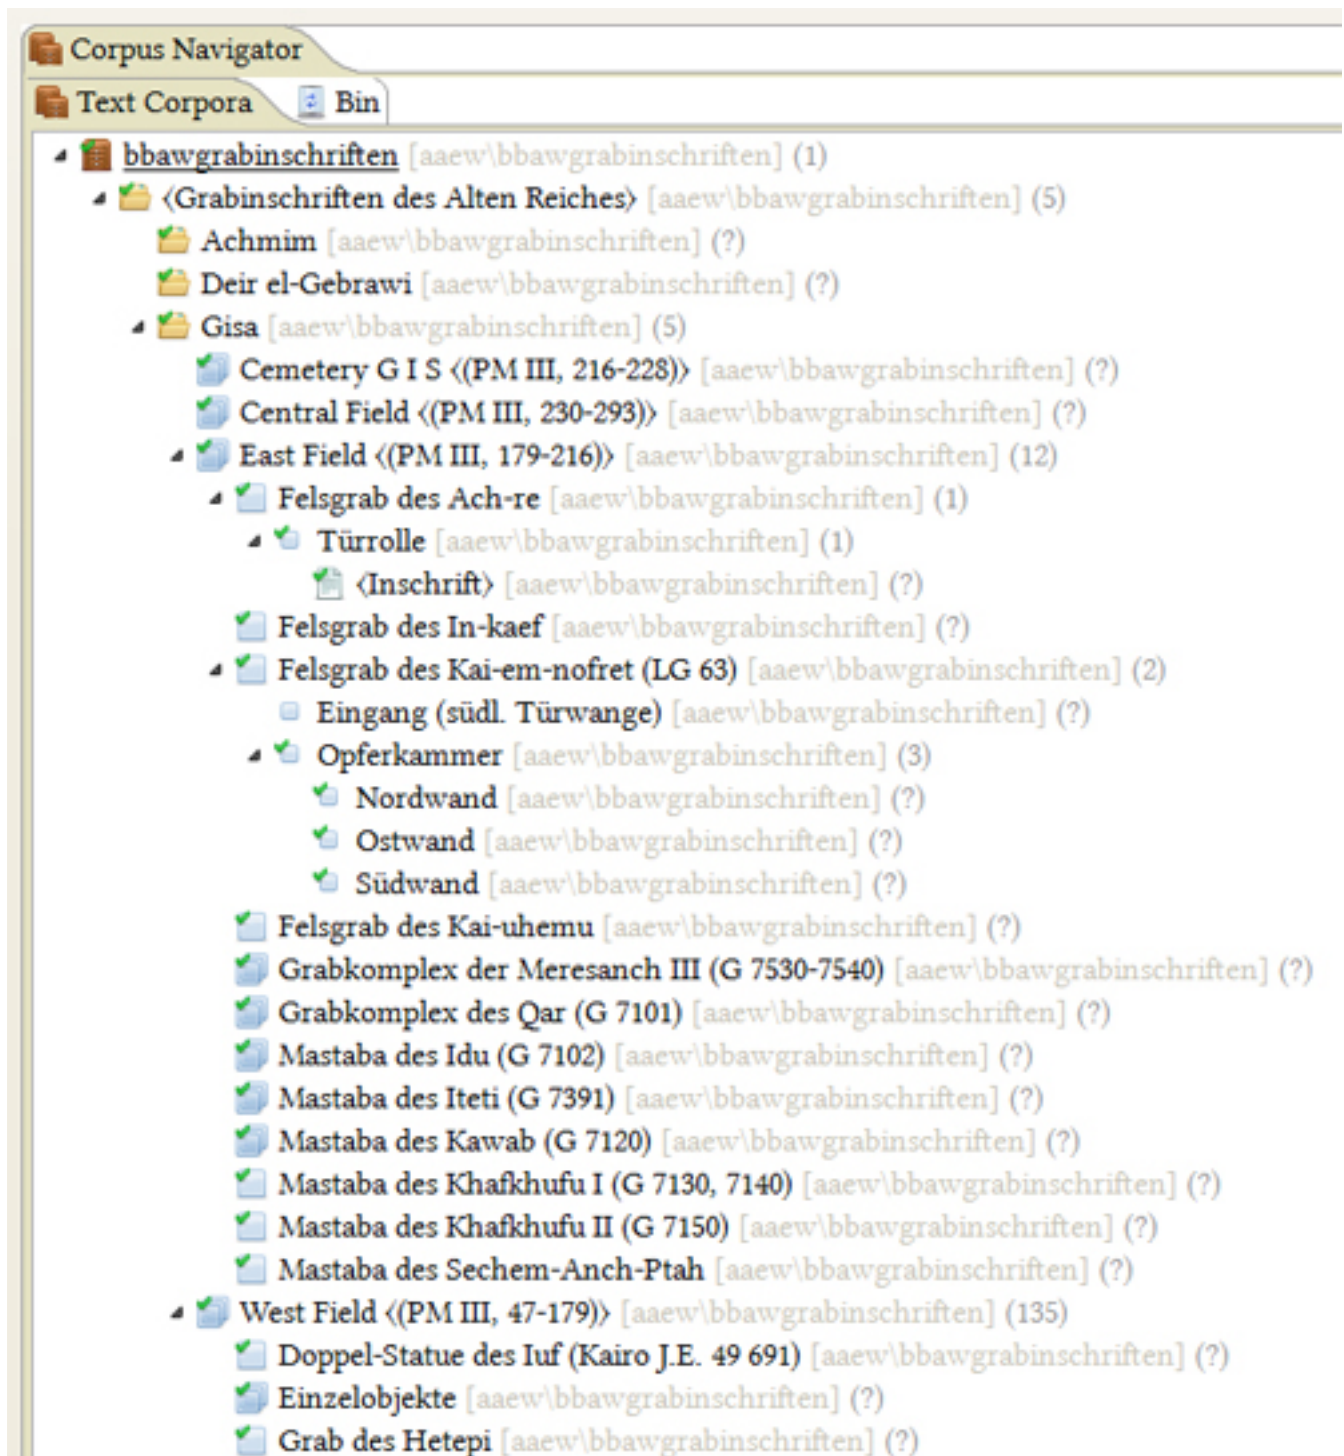 Corpus Navigator
Text Corpora Bin
bbawgrabinschriften [aaew\bbawgrabinschriften] (1)
⟨Grabinschriften des Alten Reiches⟩ [aaew\bbawgrabinschriften] (5)
Achmim [aaew\bbawgrabinschriften] (?)
Deir el-Gebrawi [aaew\bbawgrabinschriften] (?)
Gisa [aaew\bbawgrabinschriften] (5)
Cemetery G I S ⟨(PM III, 216-228)⟩ [aaew\bbawgrabinschriften] (?)
Central Field ⟨(PM III, 230-293)⟩ [aaew\bbawgrabinschriften] (?)
East Field ⟨(PM III, 179-216)⟩ [aaew\bbawgrabinschriften] (12)
Felsgrab des Ach-re [aaew\bbawgrabinschriften] (1)
Türrolle [aaew\bbawgrabinschriften] (1)
⟨Inschrift⟩ [aaew\bbawgrabinschriften] (?)
Felsgrab des In-kaef [aaew\bbawgrabinschriften] (?)
Felsgrab des Kai-em-nofret (LG 63) [aaew\bbawgrabinschriften] (2)
Eingang (südl. Türwange) [aaew\bbawgrabinschriften] (?)
Opferkammer [aaew\bbawgrabinschriften] (3)
Nordwand [aaew\bbawgrabinschriften] (?)
Ostwand [aaew\bbawgrabinschriften] (?)
Südwand [aaew\bbawgrabinschriften] (?)
Felsgrab des Kai-uhemu [aaew\bbawgrabinschriften] (?)
Grabkomplex der Meresanch III (G 7530-7540) [aaew\bbawgrabinschriften] (?)
Grabkomplex des Qar (G 7101) [aaew\bbawgrabinschriften] (?)
Mastaba des Idu (G 7102) [aaew\bbawgrabinschriften] (?)
Mastaba des Iteti (G 7391) [aaew\bbawgrabinschriften] (?)
Mastaba des Kawab (G 7120) [aaew\bbawgrabinschriften] (?)
Mastaba des Khafkhufu I (G 7130, 7140) [aaew\bbawgrabinschriften] (?)
Mastaba des Khafkhufu II (G 7150) [aaew\bbawgrabinschriften] (?)
Mastaba des Sechem-Anch-Ptah [aaew\bbawgrabinschriften] (?)
West Field ⟨(PM III, 47-179)⟩ [aaew\bbawgrabinschriften] (135)
Doppel-Statue des Iuf (Kairo J.E. 49 691) [aaew\bbawgrabinschriften] (?)
Einzelobjekte [aaew\bbawgrabinschriften] (?)
Grab des Hetepi [aaew\bbawgrabinschriften] (?)